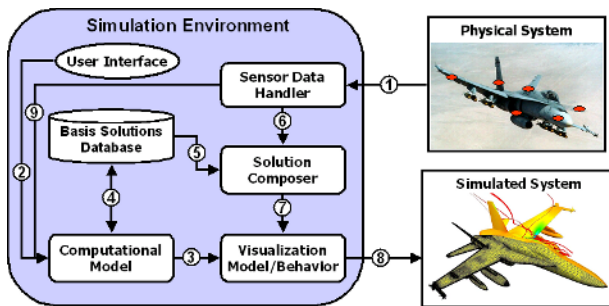 Simulation Environment
Physical System
User Interface
Sensor Data
Handler
1
9
6
Basis Solutions
Database
2
5
Solution
Composer
Simulated System
4
7
Computational
Model
3
Visualization
Model/Behavior
8